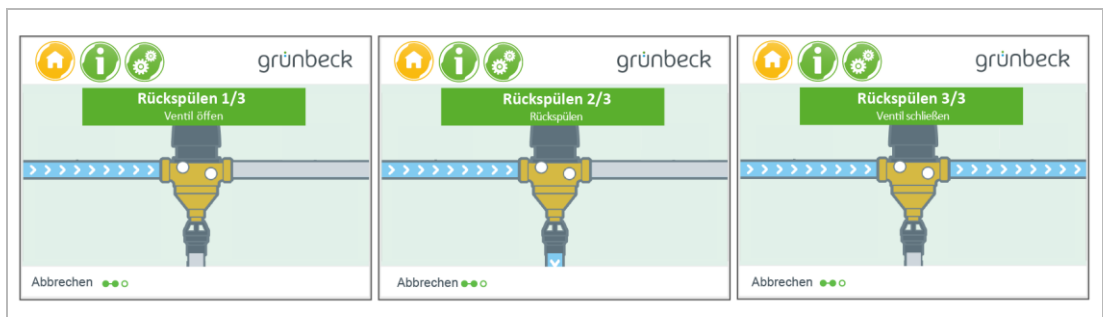 grünbeck
Rückspülen 1/3
Ventil öffen
Abbrechen
grünbeck
Rückspülen 2/3
Rückspülen
Abbrechen
grünbeck
Rückspülen 3/3
Ventil schließen
Abbrechen